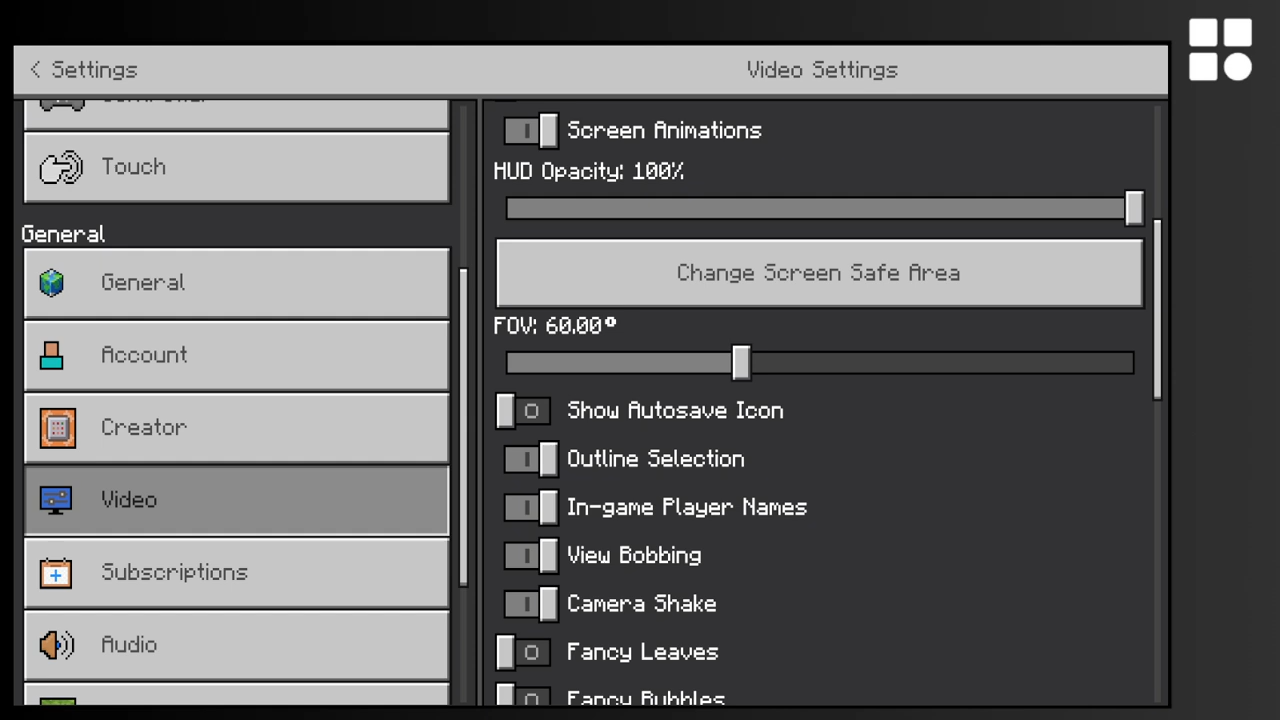 Settings
Video Settings
Touch
General
General
Account
Creator
Video
Subscriptions
Audio
Screen Animations
HUD Opacity: 100%
Change Screen Safe Area
FOV: 60.00°
Show Autosave Icon
Outline Selection
In-game Player Names
View Bobbing
Camera Shake
Fancy Leaves
Fancy Bubbles